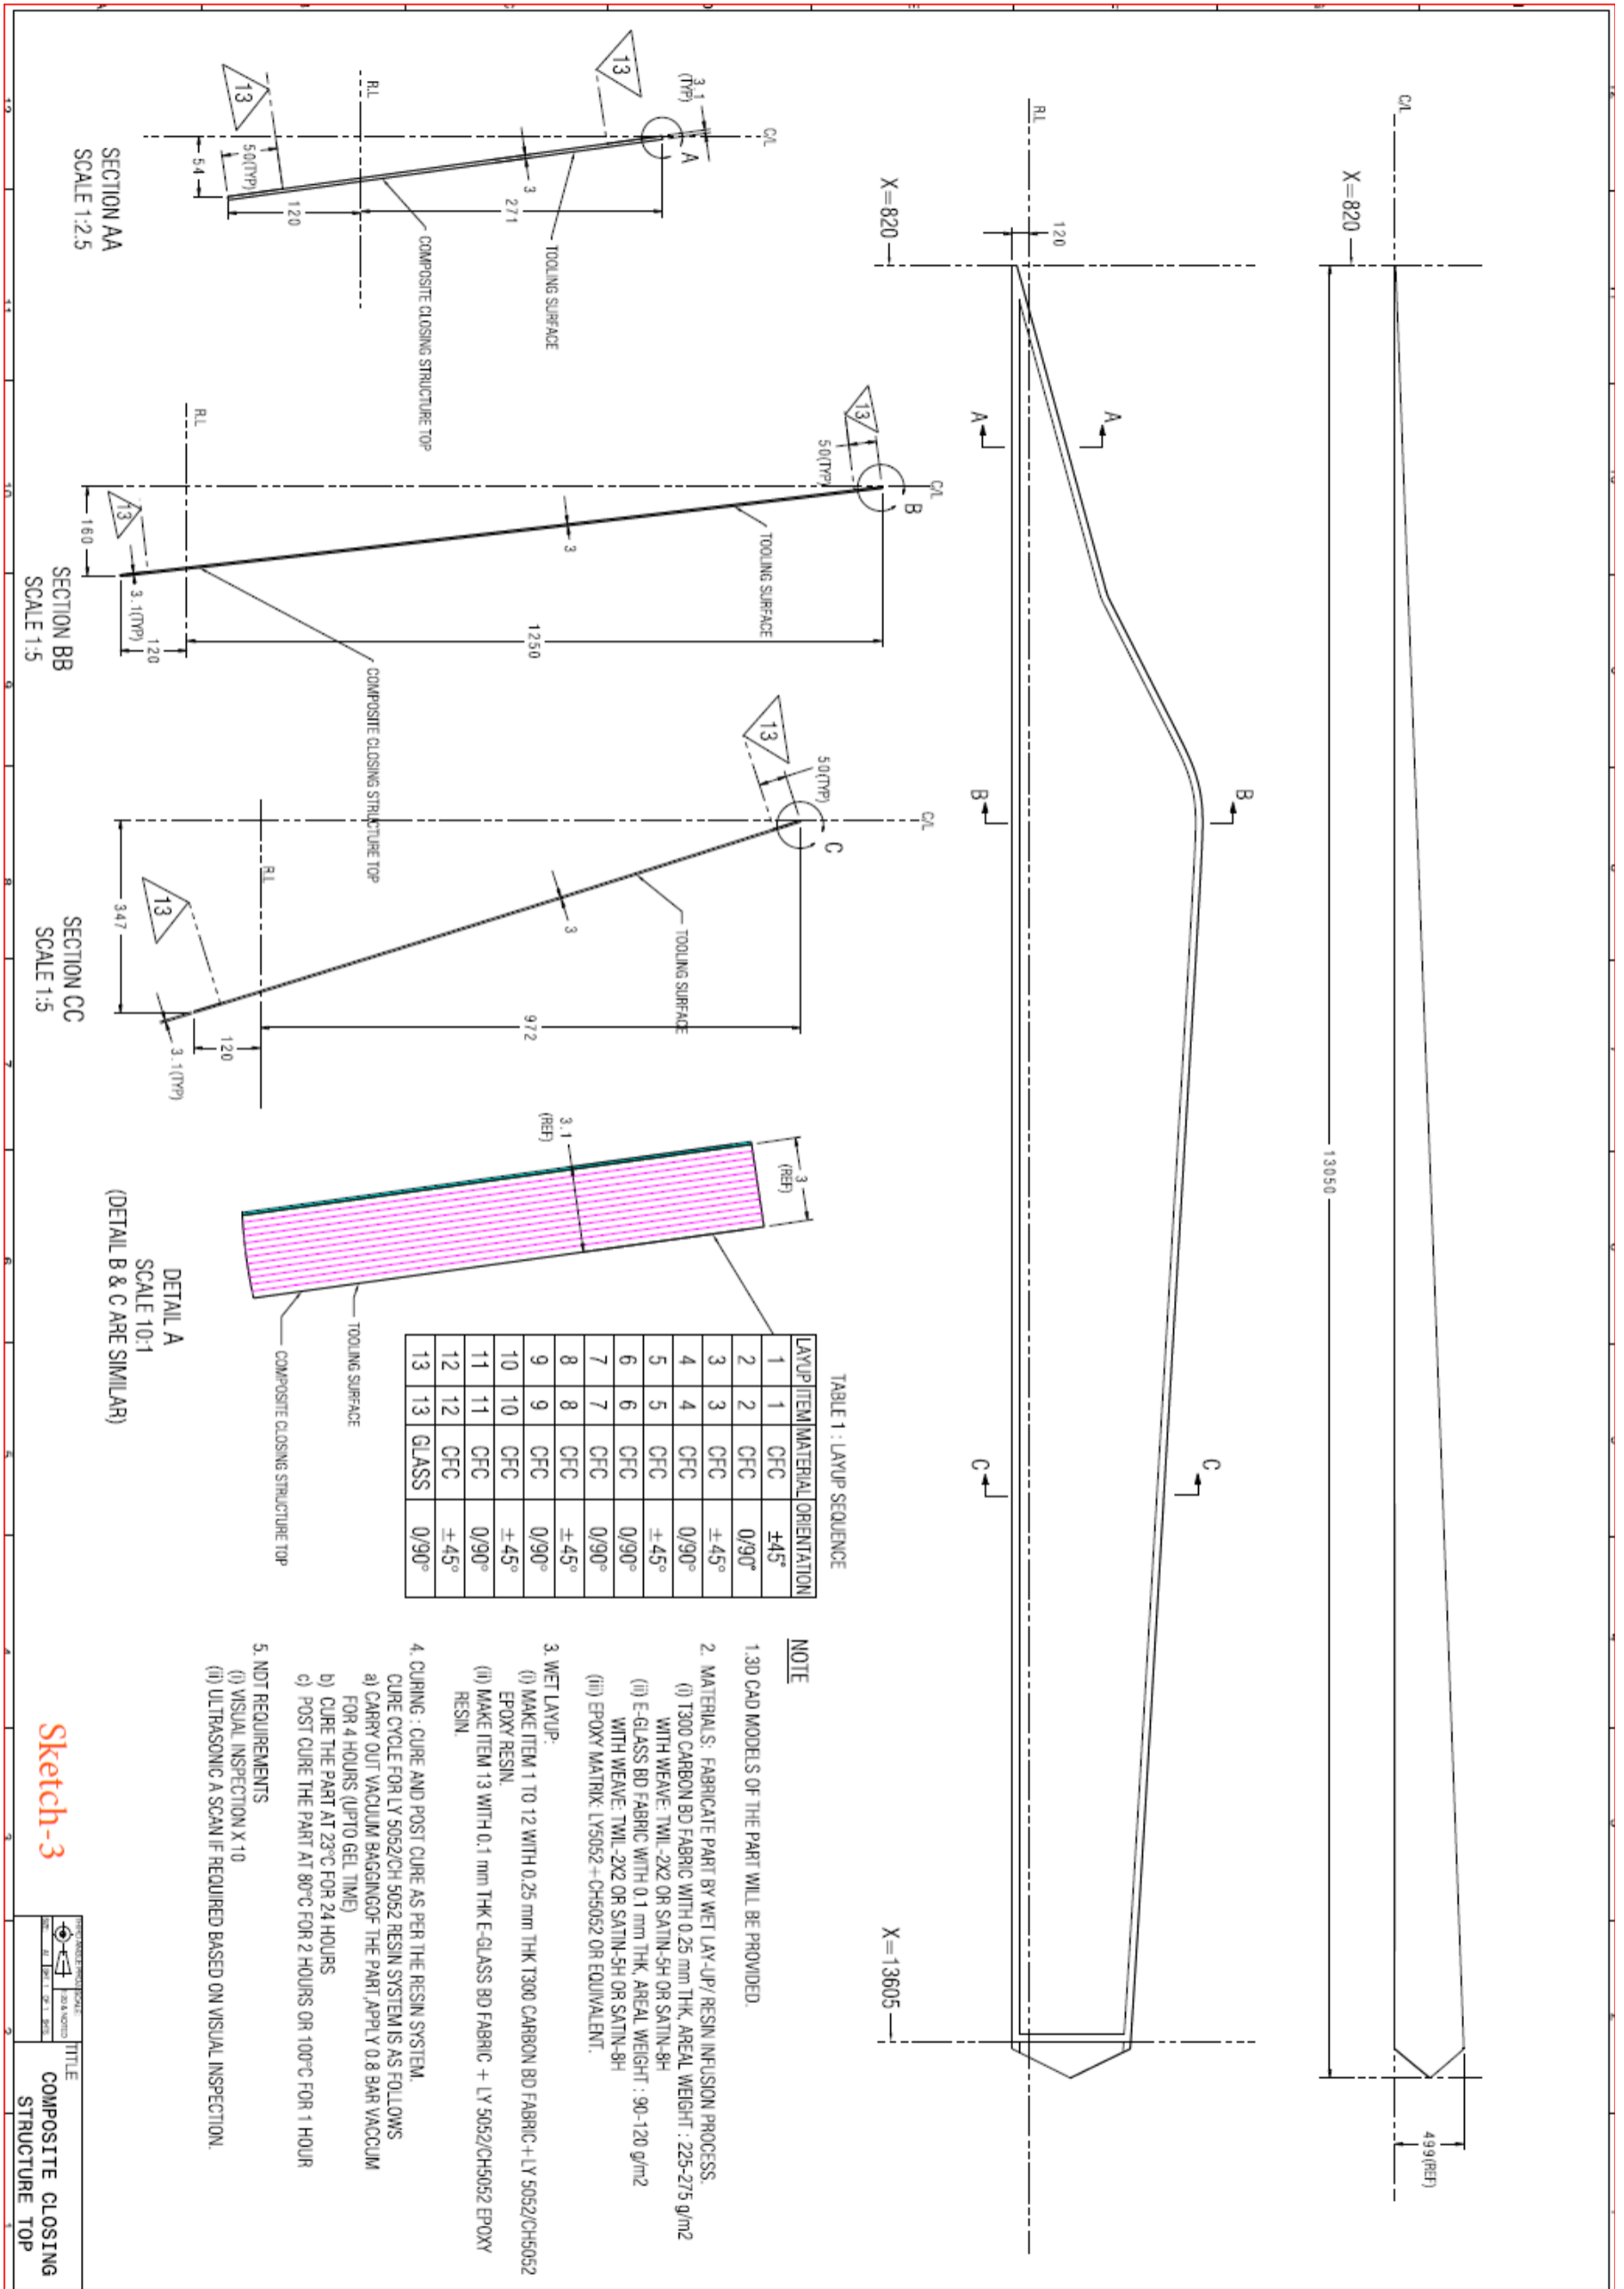 C/L
X=820
13050
499(REF)
R.L
120
X=820
X=13605
A
A
B
B
C
C
3.1
(TYP)
C/L
A
13
R.L
13
50(TYP)
54
120
3
271
TOOLING SURFACE
COMPOSITE CLOSING STRUCTURE TOP
SECTION AA
SCALE 1:2.5
13
50(TYP)
C/L
B
R.L
13
160
3.1(TYP)
120
3
1250
TOOLING SURFACE
COMPOSITE CLOSING STRUCTURE TOP
SECTION BB
SCALE 1:5
13
50(TYP)
C/L
C
R.L
13
347
3
972
120
3.1(TYP)
TOOLING SURFACE
SECTION CC
SCALE 1:5
3.1
(REF)
3
(REF)
TOOLING SURFACE
COMPOSITE CLOSING STRUCTURE TOP
DETAIL A
SCALE 10:1
(DETAIL B & C ARE SIMILAR)
TABLE 1 : LAYUP SEQUENCE
LAYUP ITEM MATERIAL ORIENTATION
1 1 CFC ±45°
2 2 CFC 0/90°
3 3 CFC ±45°
4 4 CFC 0/90°
5 5 CFC ±45°
6 6 CFC 0/90°
7 7 CFC 0/90°
8 8 CFC ±45°
9 9 CFC 0/90°
10 10 CFC ±45°
11 11 CFC 0/90°
12 12 CFC ±45°
13 13 GLASS 0/90°
NOTE
1.3D CAD MODELS OF THE PART WILL BE PROVIDED.
2. MATERIALS: FABRICATE PART BY WET LAY-UP/ RESIN INFUSION PROCESS.
(i) T300 CARBON BD FABRIC WITH 0.25 mm THK, AREAL WEIGHT : 225-275 g/m2
WITH WEAVE: TWIL-2X2 OR SATIN-5H OR SATIN-8H
(ii) E-GLASS BD FABRIC WITH 0.1 mm THK, AREAL WEIGHT : 90-120 g/m2
WITH WEAVE: TWIL-2X2 OR SATIN-5H OR SATIN-8H
(iii) EPOXY MATRIX: LY5052+CH5052 OR EQUIVALENT.
3. WET LAYUP:
(i) MAKE ITEM 1 TO 12 WITH 0.25 mm THK T300 CARBON BD FABRIC+LY 5052/CH5052
EPOXY RESIN.
(ii) MAKE ITEM 13 WITH 0.1 mm THK E-GLASS BD FABRIC + LY 5052/CH5052 EPOXY
RESIN.
4. CURING : CURE AND POST CURE AS PER THE RESIN SYSTEM.
CURE CYCLE FOR LY 5052/CH 5052 RESIN SYSTEM IS AS FOLLOWS
a) CARRY OUT VACUUM BAGGINGOF THE PART,APPLY 0.8 BAR VACCUM
FOR 4 HOURS (UPTO GEL TIME)
b) CURE THE PART AT 23°C FOR 24 HOURS
c) POST CURE THE PART AT 80°C FOR 2 HOURS OR 100°C FOR 1 HOUR
5. NDT REQUIREMENTS
(i) VISUAL INSPECTION X 10
(ii) ULTRASONIC A SCAN IF REQUIRED BASED ON VISUAL INSPECTION.
Sketch-3
TITLE
COMPOSITE CLOSING
STRUCTURE TOP